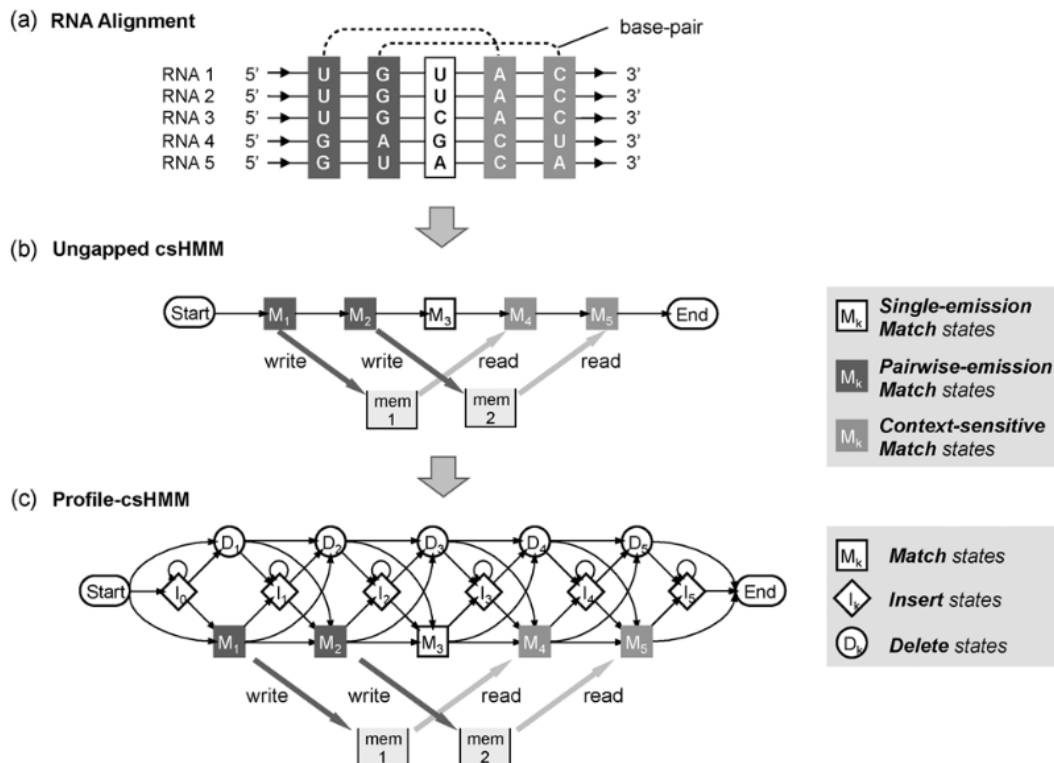 (a) RNA Alignment
base-pair
RNA 1 5' U G U A C 3'
RNA 2 5' U G U A C 3'
RNA 3 5' U G C A C 3'
RNA 4 5' G A G C U 3'
RNA 5 5' G U A C A 3'
(b) Ungapped csHMM
Start M1 M2 M3 M4 M5 End
write write read read
mem 1
mem 2
Mk Single-emission
Match states
Mk Pairwise-emission
Match states
Mk Context-sensitive
Match states
(c) Profile-csHMM
D1 D2 D3 D4 D5
Start I0 I1 I2 I3 I4 I5 End
M1 M2 M3 M4 M5
write write read read
mem 1
mem 2
Mk Match states
Ik Insert states
Dk Delete states